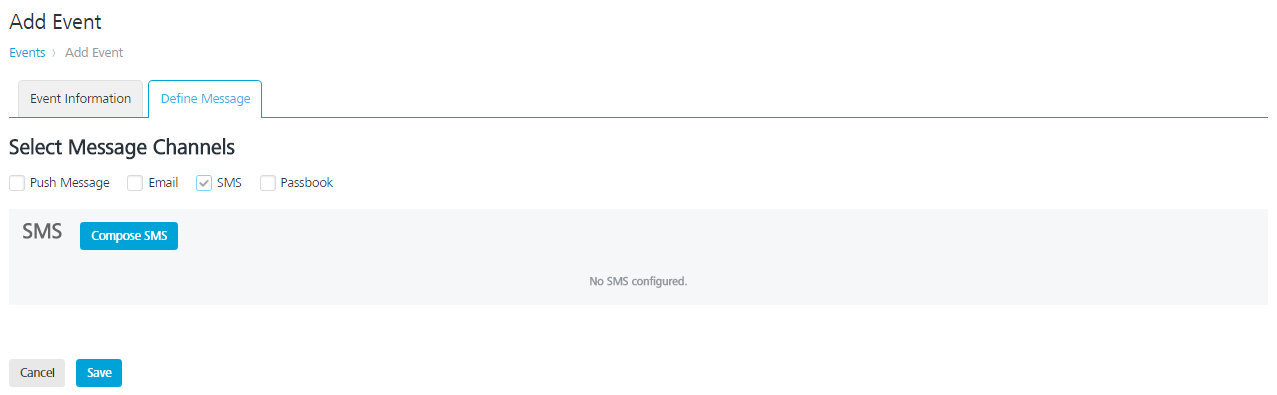 Add Event
Events › Add Event
Event Information Define Message
Select Message Channels
Push Message Email SMS Passbook
SMS Compose SMS
No SMS configured.
Cancel Save